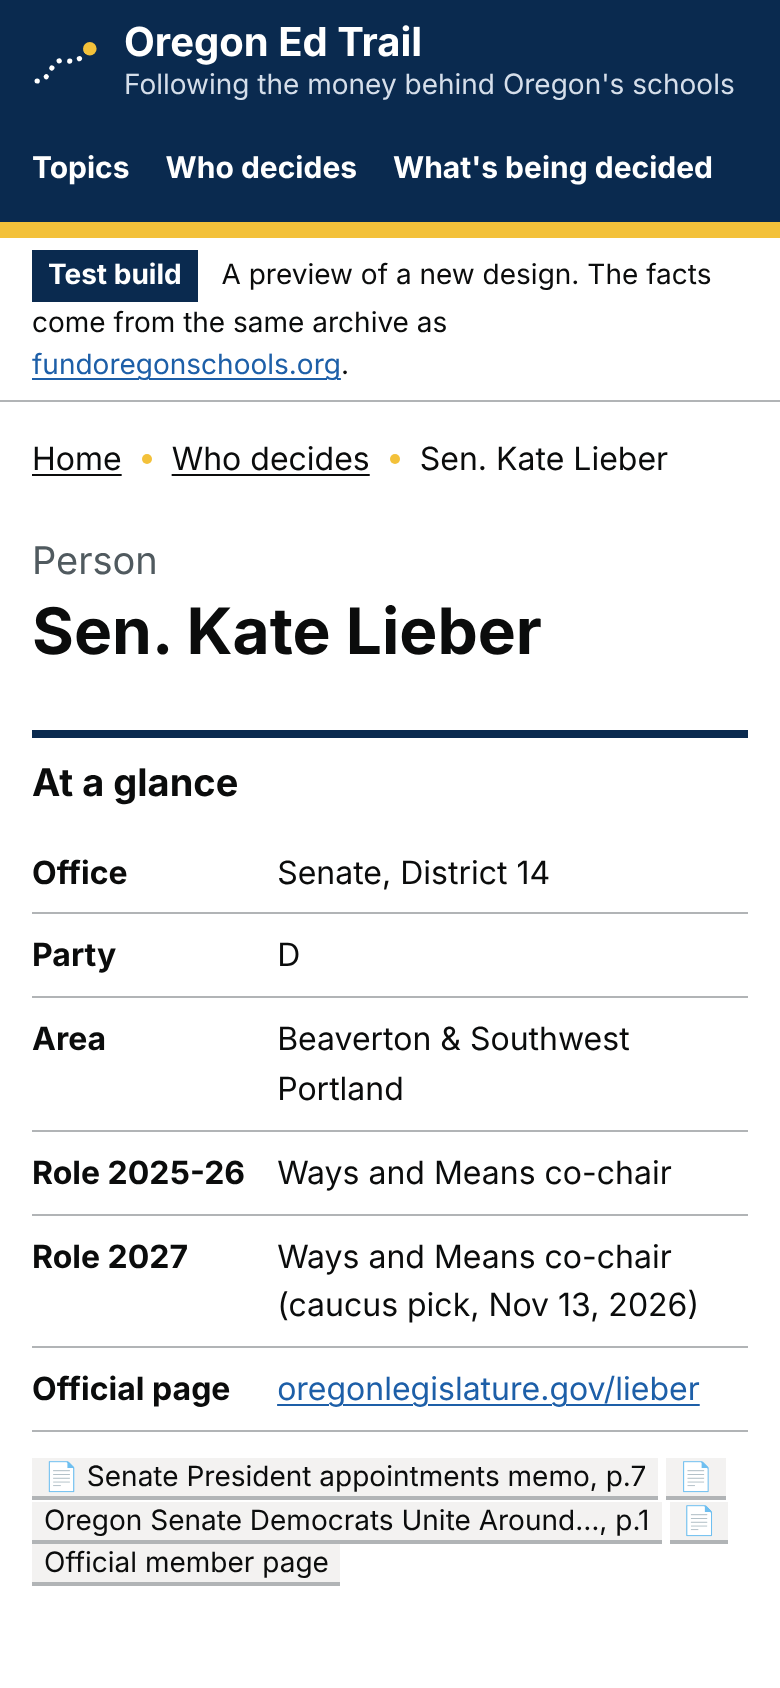 Oregon Ed Trail
Following the money behind Oregon's schools
Topics Who decides What's being decided
Test build A preview of a new design. The facts
come from the same archive as
fundoregonschools.org.
Home • Who decides • Sen. Kate Lieber
Person
Sen. Kate Lieber
At a glance
Office Senate, District 14
Party D
Area Beaverton & Southwest
Portland
Role 2025-26 Ways and Means co-chair
Role 2027 Ways and Means co-chair
(caucus pick, Nov 13, 2026)
Official page oregonlegislature.gov/lieber
📄 Senate President appointments memo, p.7 📄
Oregon Senate Democrats Unite Around..., p.1 📄
Official member page